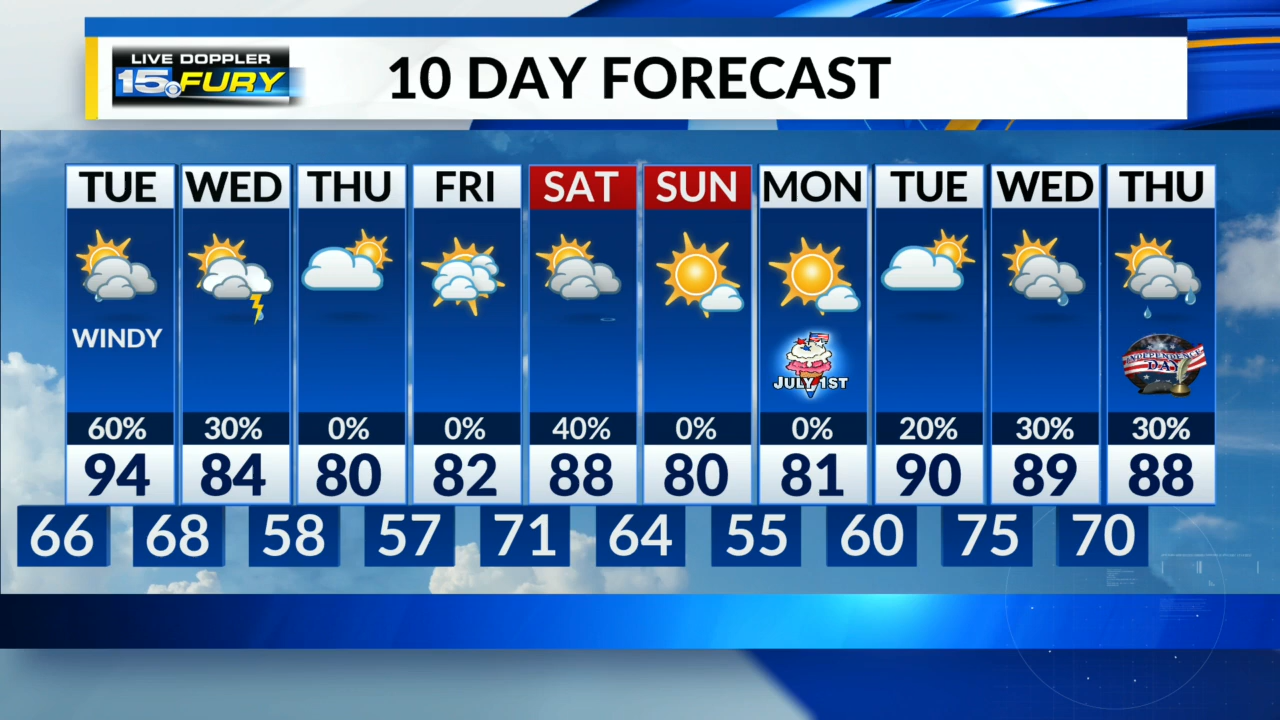 LIVE DOPPLER
15 FURY
10 DAY FORECAST
TUE WED THU FRI SAT SUN MON TUE WED THU
WINDY
INDEPENDENCE
DAY
JULY 1ST
60% 30% 0% 0% 40% 0% 0% 20% 30% 30%
94 84 80 82 88 80 81 90 89 88
66 68 58 57 71 64 55 60 75 70